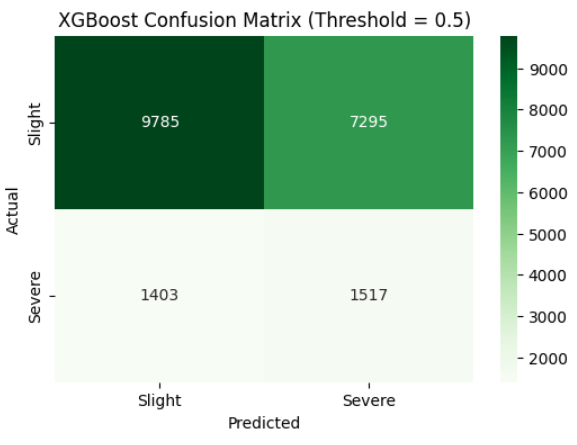 XGBoost Confusion Matrix (Threshold = 0.5)
Actual
Slight
9785
7295
Severe
1403
1517
Slight
Severe
Predicted
9000
8000
7000
6000
5000
4000
3000
2000